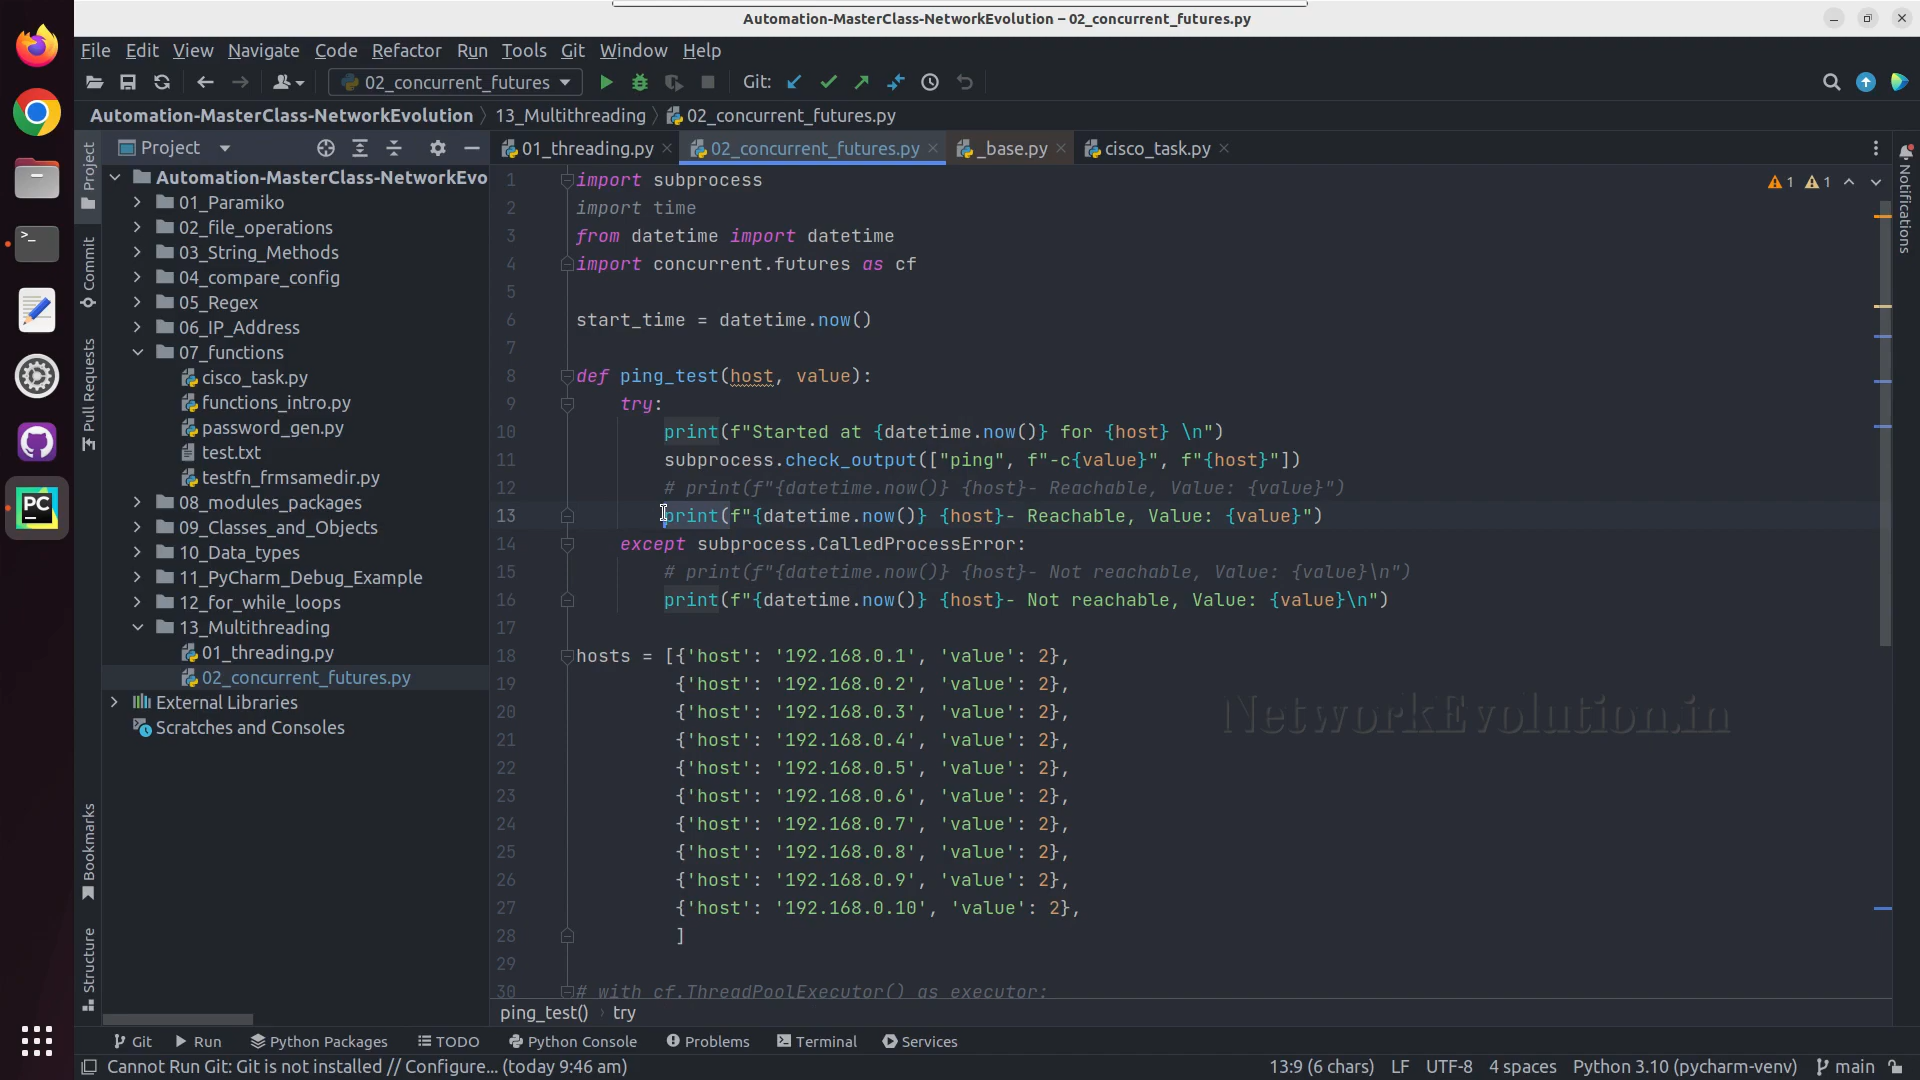 Automation-MasterClass-NetworkEvolution – 02_concurrent_futures.py
File Edit View Navigate Code Refactor Run Tools Git Window Help
02_concurrent_futures Git:
Automation-MasterClass-NetworkEvolution 13_Multithreading 02_concurrent_futures.py
Project
01_threading.py 02_concurrent_futures.py _base.py cisco_task.py
Project
Commit
Pull Requests
Bookmarks
Structure
Automation-MasterClass-NetworkEvo
01_Paramiko
02_file_operations
03_String_Methods
04_compare_config
05_Regex
06_IP_Address
07_functions
cisco_task.py
functions_intro.py
password_gen.py
test.txt
testfn_frmsamedir.py
08_modules_packages
09_Classes_and_Objects
10_Data_types
11_PyCharm_Debug_Example
12_for_while_loops
13_Multithreading
01_threading.py
02_concurrent_futures.py
External Libraries
Scratches and Consoles
1 import subprocess
2 import time
3 from datetime import datetime
4 import concurrent.futures as cf
5
6 start_time = datetime.now()
7
8 def ping_test(host, value):
9 try:
10 print(f"Started at {datetime.now()} for {host} \n")
11 subprocess.check_output(["ping", f"-c{value}", f"{host}"])
12 # print(f"{datetime.now()} {host}- Reachable, Value: {value}")
13 print(f"{datetime.now()} {host}- Reachable, Value: {value}")
14 except subprocess.CalledProcessError:
15 # print(f"{datetime.now()} {host}- Not reachable, Value: {value}\n")
16 print(f"{datetime.now()} {host}- Not reachable, Value: {value}\n")
17
18 hosts = [{'host': '192.168.0.1', 'value': 2},
19 {'host': '192.168.0.2', 'value': 2},
20 {'host': '192.168.0.3', 'value': 2},
21 {'host': '192.168.0.4', 'value': 2},
22 {'host': '192.168.0.5', 'value': 2},
23 {'host': '192.168.0.6', 'value': 2},
24 {'host': '192.168.0.7', 'value': 2},
25 {'host': '192.168.0.8', 'value': 2},
26 {'host': '192.168.0.9', 'value': 2},
27 {'host': '192.168.0.10', 'value': 2},
28 ]
29
30 # with cf.ThreadPoolExecutor() as executor:
1 1
Notifications
NetworkEvolution.in
ping_test() try
Git Run Python Packages TODO Python Console Problems Terminal Services
Cannot Run Git: Git is not installed // Configure... (today 9:46 am) 13:9 (6 chars) LF UTF-8 4 spaces Python 3.10 (pycharm-venv) main
PC